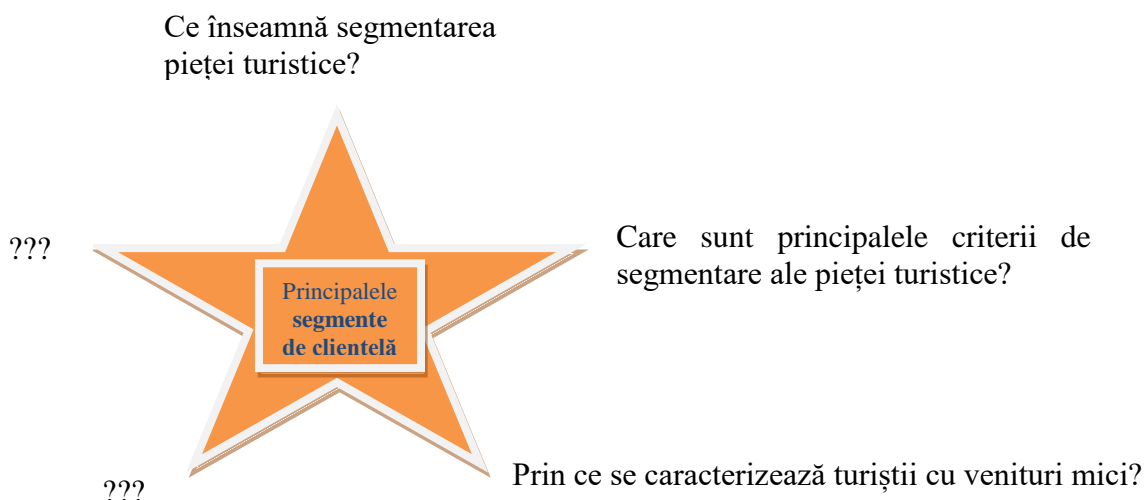 Ce înseamnă segmentarea
pieței turistice?
???
Care sunt principalele criterii de
segmentare ale pieței turistice?
Principalele
segmente
de clientelă
Prin ce se caracterizează turiștii cu venituri mici?
???